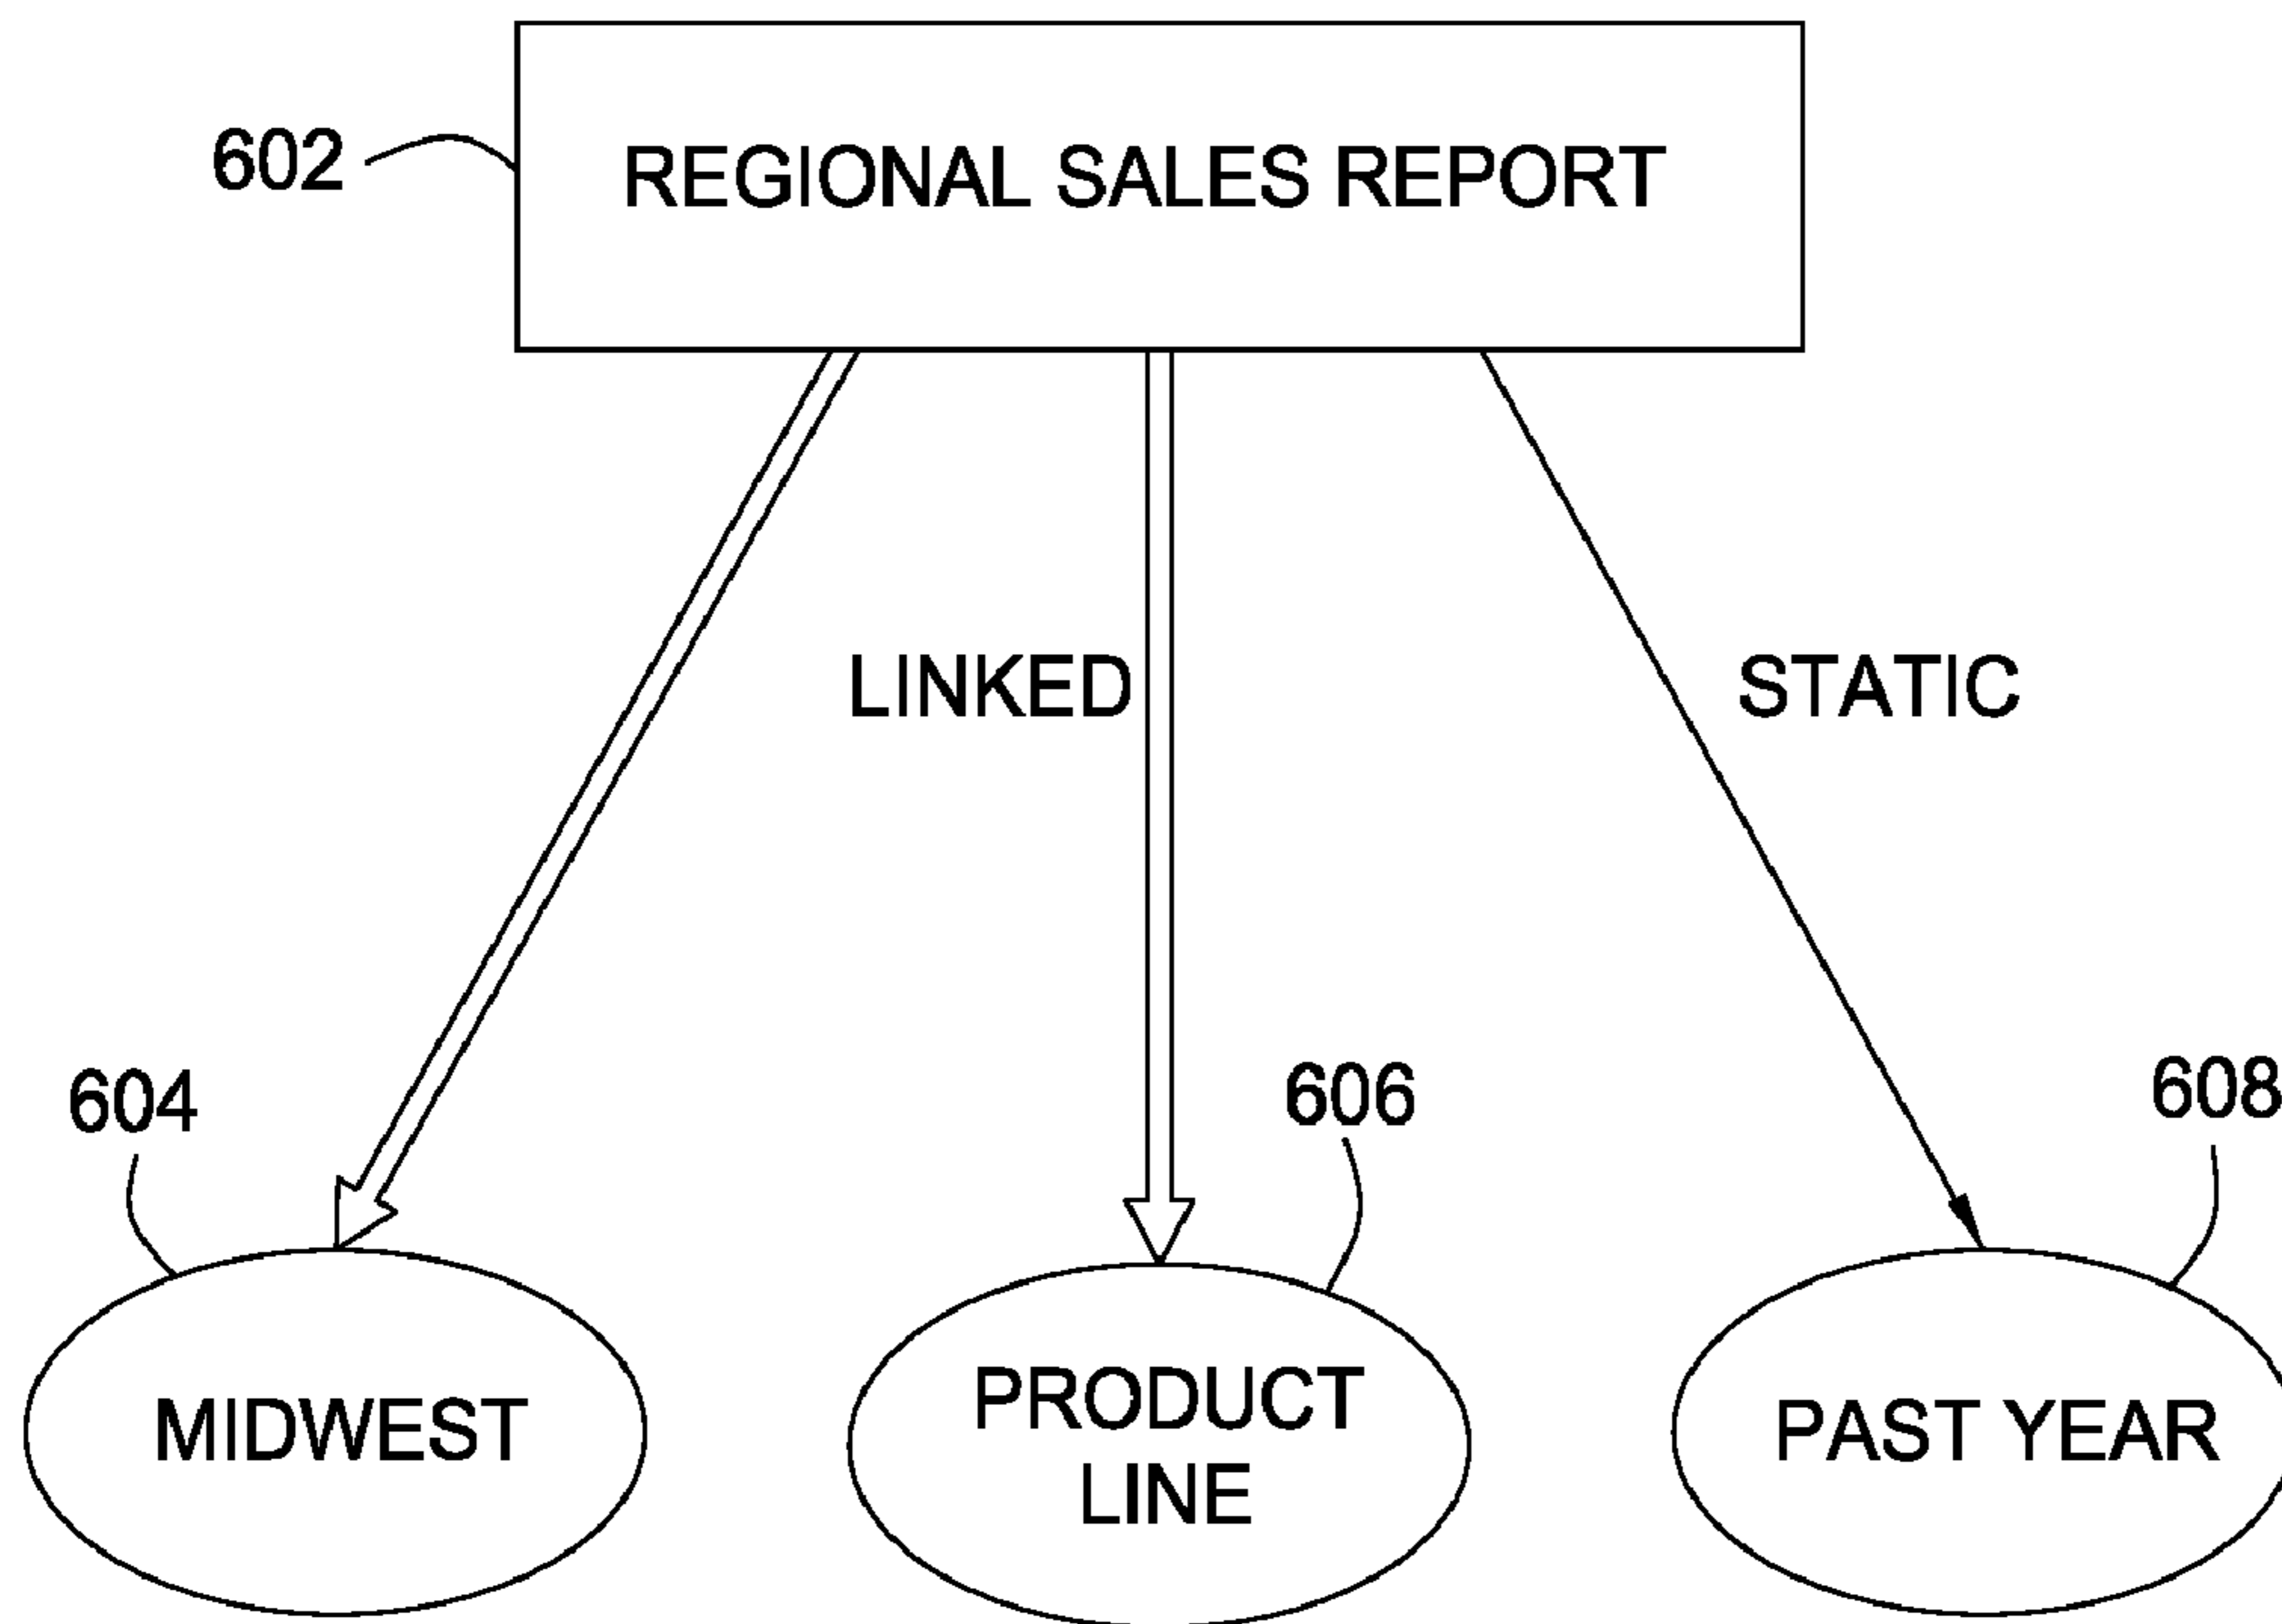 602
REGIONAL SALES REPORT
LINKED
STATIC
604
606
608
MIDWEST
PRODUCT
LINE
PAST YEAR